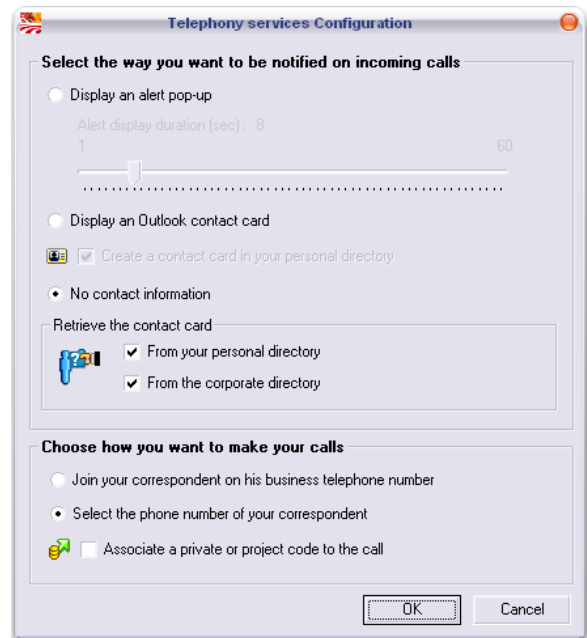 Telephony services Configuration
Select the way you want to be notified on incoming calls
Display an alert pop-up
Alert display duration (sec) : 8
1 60
Display an Outlook contact card
Create a contact card in your personal directory
No contact information
Retrieve the contact card
From your personal directory
From the corporate directory
Choose how you want to make your calls
Join your correspondent on his business telephone number
Select the phone number of your correspondent
Associate a private or project code to the call
OK Cancel